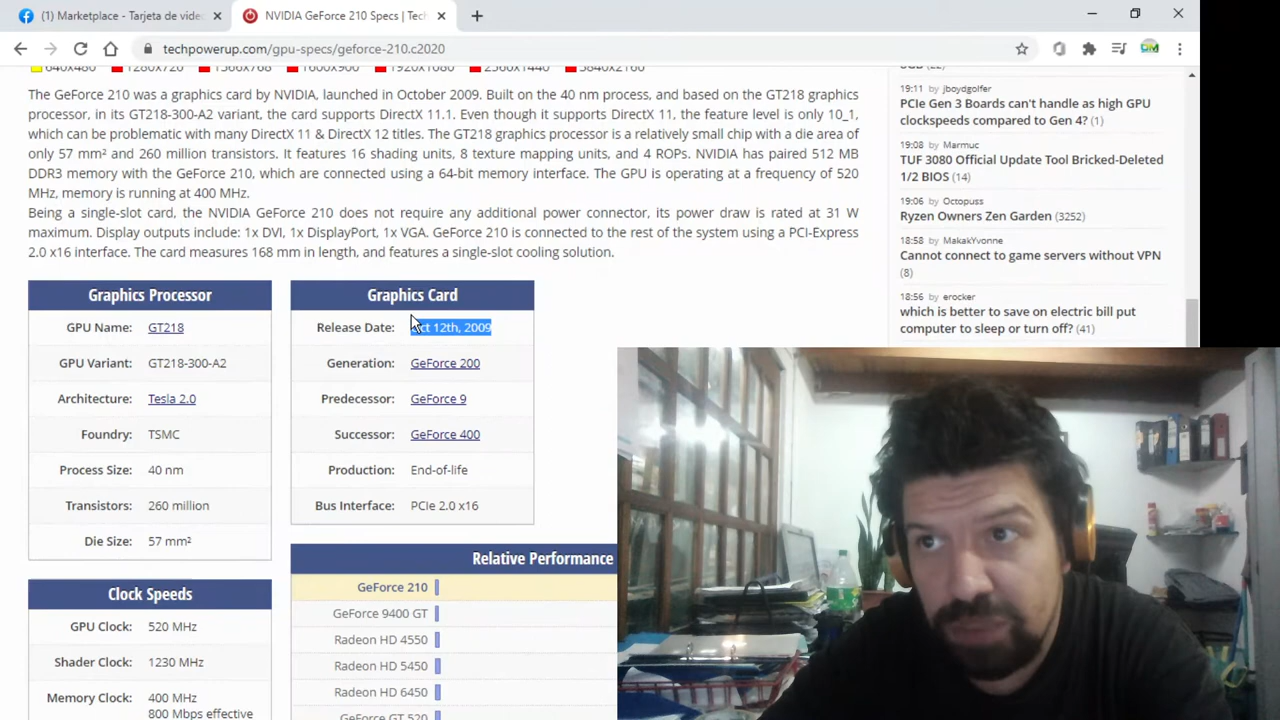 (1) Marketplace - Tarjeta de vide
NVIDIA GeForce 210 Specs | Tech
techpowerup.com/gpu-specs/geforce-210.c2020
640x480 1280x720 1366x768 1600x900 1920x1080 2560x1440 3840x2160
The GeForce 210 was a graphics card by NVIDIA, launched in October 2009. Built on the 40 nm process, and based on the GT218 graphics
processor, in its GT218-300-A2 variant, the card supports DirectX 11.1. Even though it supports DirectX 11, the feature level is only 10_1,
which can be problematic with many DirectX 11 & DirectX 12 titles. The GT218 graphics processor is a relatively small chip with a die area of
only 57 mm² and 260 million transistors. It features 16 shading units, 8 texture mapping units, and 4 ROPs. NVIDIA has paired 512 MB
DDR3 memory with the GeForce 210, which are connected using a 64-bit memory interface. The GPU is operating at a frequency of 520
MHz, memory is running at 400 MHz.
Being a single-slot card, the NVIDIA GeForce 210 does not require any additional power connector, its power draw is rated at 31 W
maximum. Display outputs include: 1x DVI, 1x DisplayPort, 1x VGA. GeForce 210 is connected to the rest of the system using a PCI-Express
2.0 x16 interface. The card measures 168 mm in length, and features a single-slot cooling solution.
Graphics Processor
GPU Name: GT218
GPU Variant: GT218-300-A2
Architecture: Tesla 2.0
Foundry: TSMC
Process Size: 40 nm
Transistors: 260 million
Die Size: 57 mm²
Clock Speeds
GPU Clock: 520 MHz
Shader Clock: 1230 MHz
Memory Clock: 400 MHz
800 Mbps effective
Graphics Card
Release Date: Oct 12th, 2009
Generation: GeForce 200
Predecessor: GeForce 9
Successor: GeForce 400
Production: End-of-life
Bus Interface: PCIe 2.0 x16
Relative Performance
GeForce 210
GeForce 9400 GT
Radeon HD 4550
Radeon HD 5450
Radeon HD 6450
GeForce GT 520
19:11 by jboydgolfer
PCIe Gen 3 Boards can't handle as high GPU
clockspeeds compared to Gen 4? (1)
19:08 by Marmuc
TUF 3080 Official Update Tool Bricked-Deleted
1/2 BIOS (14)
19:06 by Octopuss
Ryzen Owners Zen Garden (3252)
18:58 by MakakYvonne
Cannot connect to game servers without VPN
(8)
18:56 by erocker
which is better to save on electric bill put
computer to sleep or turn off? (41)